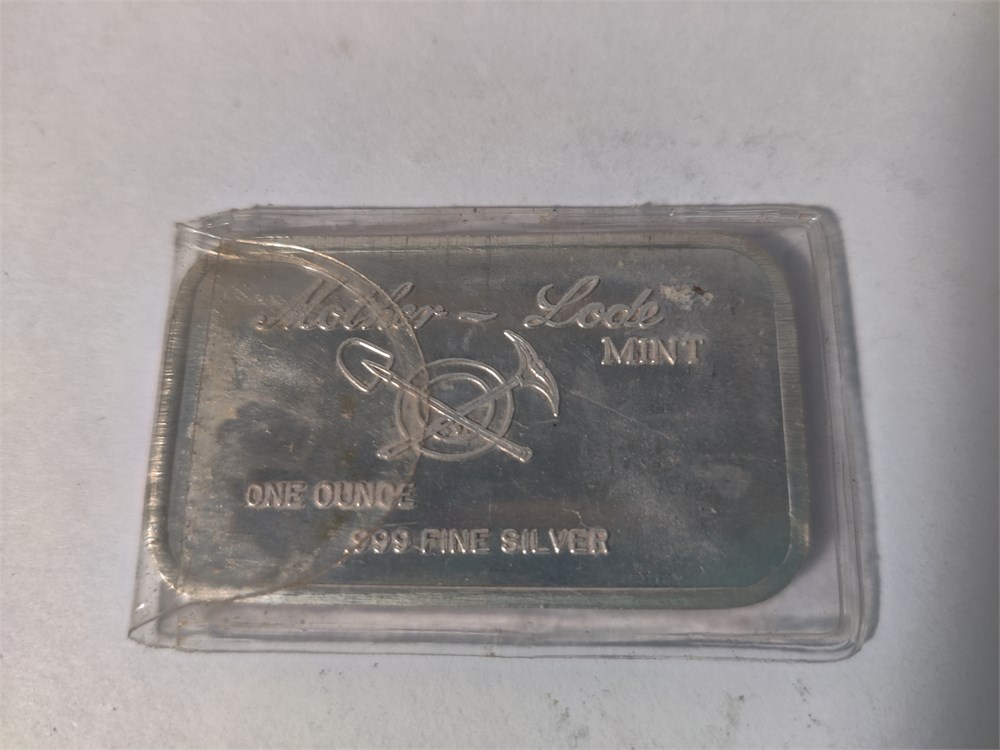 Mother ~ Lode
MINT
ONE OUNCE
.999 FINE SILVER